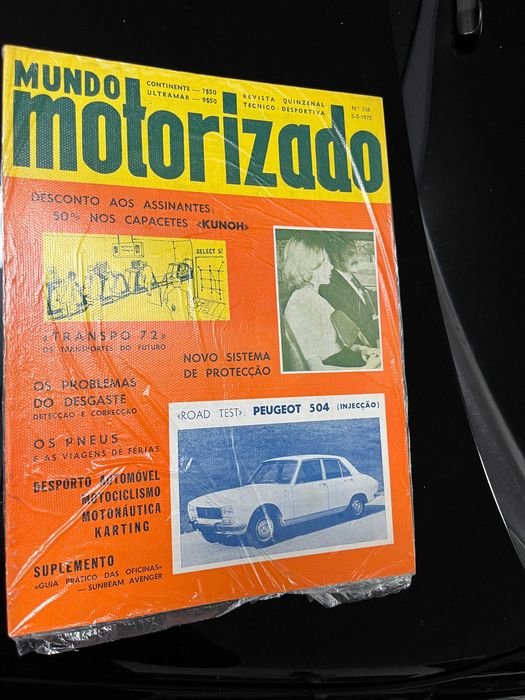 MUNDO
motorizado
CONTINENTE — 7$50
ULTRAMAR — 9$50
REVISTA QUINZENAL
TÉCNICO-DESPORTIVA
N.º 356
5-8-1972
DESCONTO AOS ASSINANTES:
50% NOS CAPACETES «KUNOH»
SELECT S
«TRANSPO 72»
OS TRANSPORTES DO FUTURO
NOVO SISTEMA
DE PROTECÇÃO
OS PROBLEMAS
DO DESGASTE
DETECÇÃO E CORRECÇÃO
«ROAD TEST»: PEUGEOT 504 (INJECÇÃO)
OS PNEUS
E AS VIAGENS DE FÉRIAS
DESPORTO AUTOMÓVEL
MOTOCICLISMO
MOTONÁUTICA
KARTING
SUPLEMENTO
«GUIA PRÁTICO DAS OFICINAS»
— SUNBEAM AVENGER